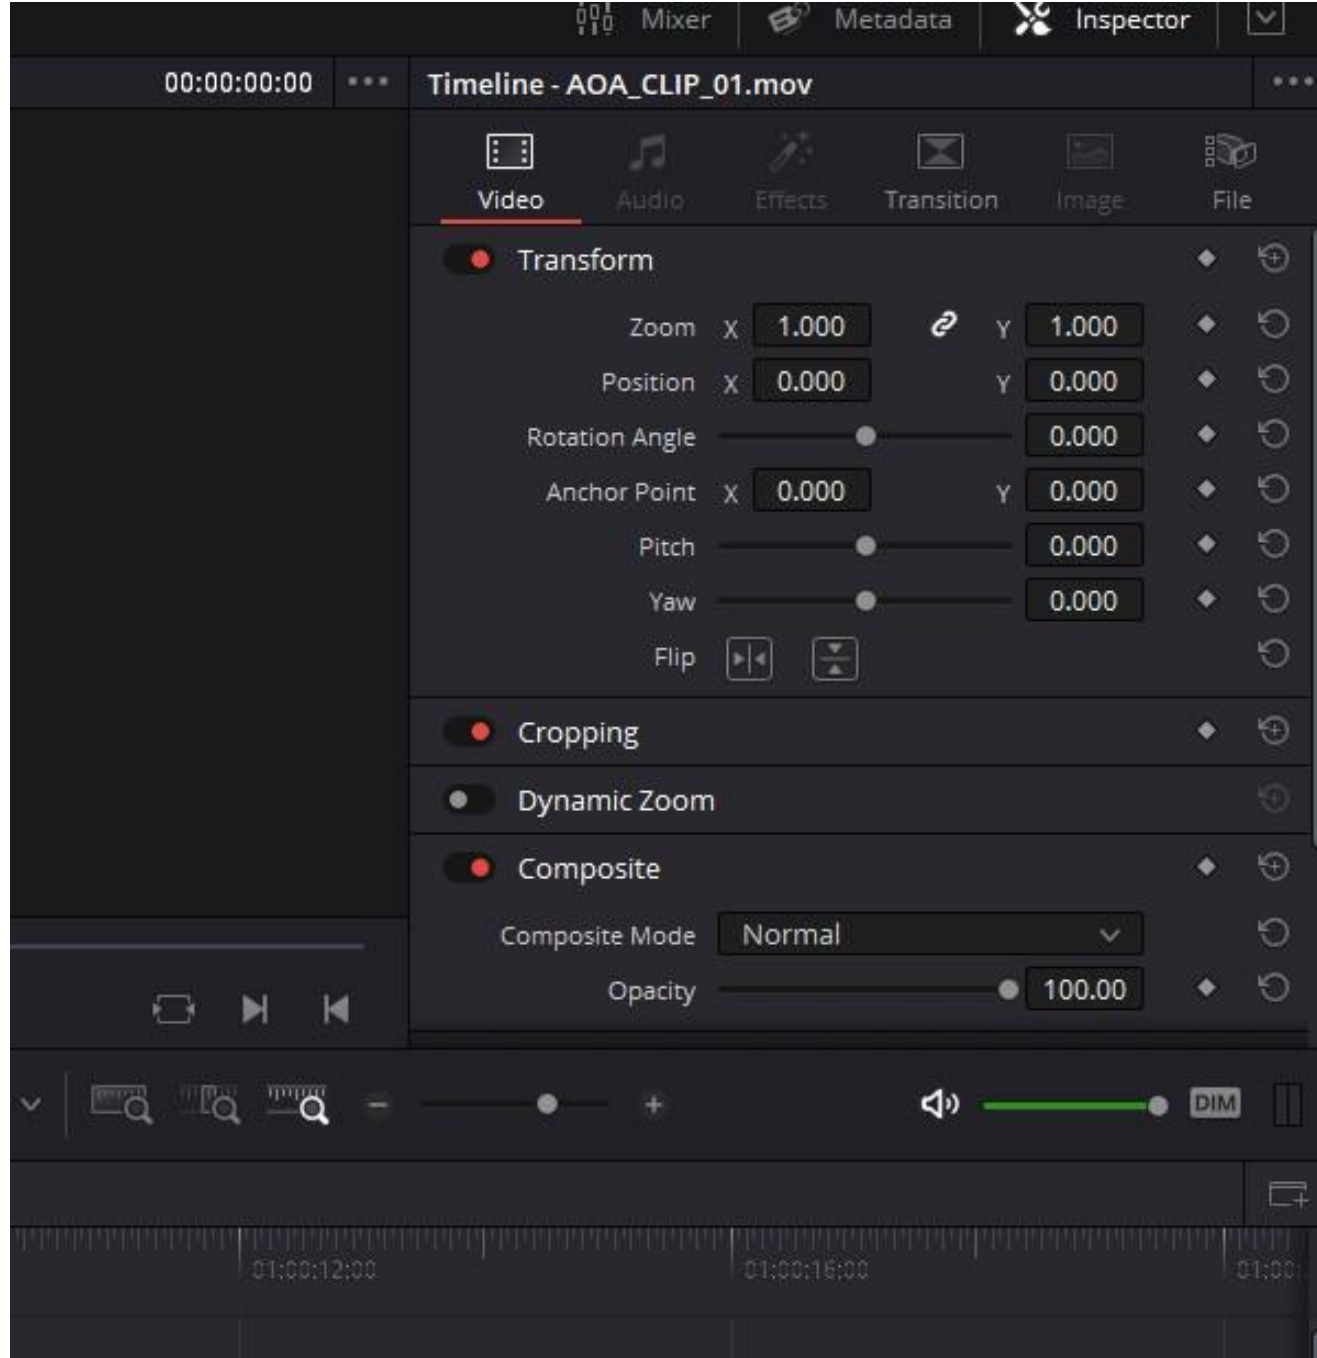 Mixer Metadata Inspector
00:00:00:00 ••• Timeline - AOA_CLIP_01.mov •••
Video Audio Effects Transition Image File
Transform
Zoom X 1.000 Y 1.000
Position X 0.000 Y 0.000
Rotation Angle 0.000
Anchor Point X 0.000 Y 0.000
Pitch 0.000
Yaw 0.000
Flip
Cropping
Dynamic Zoom
Composite
Composite Mode Normal
Opacity 100.00
DIM
01:00:12:00 01:00:16:00 01:00: